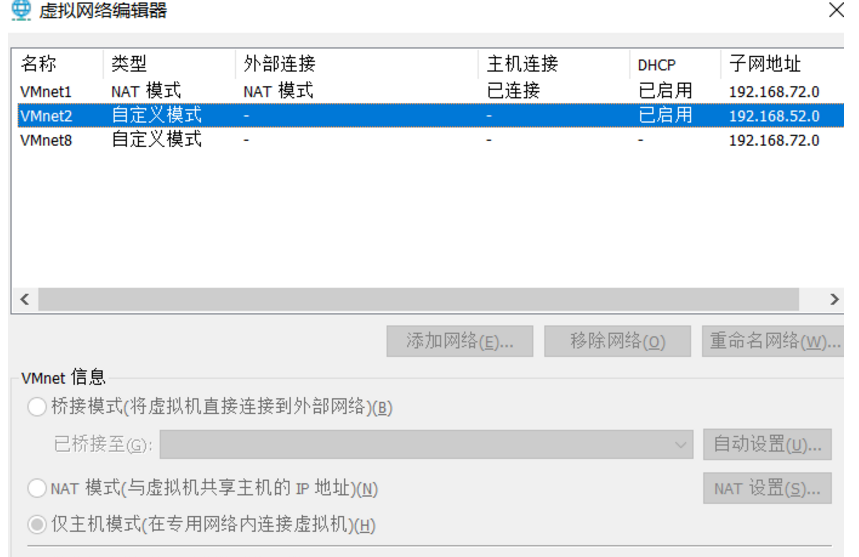 虚拟网络编辑器
名称 类型 外部连接 主机连接 DHCP 子网地址
VMnet1 NAT 模式 NAT 模式 已连接 已启用 192.168.72.0
VMnet2 自定义模式 - - 已启用 192.168.52.0
VMnet8 自定义模式 - - - 192.168.72.0
添加网络(E)... 移除网络(O) 重命名网络(W)...
VMnet 信息
桥接模式(将虚拟机直接连接到外部网络)(B)
已桥接至(G): 自动设置(U)...
NAT 模式(与虚拟机共享主机的 IP 地址)(N) NAT 设置(S)...
仅主机模式(在专用网络内连接虚拟机)(H)